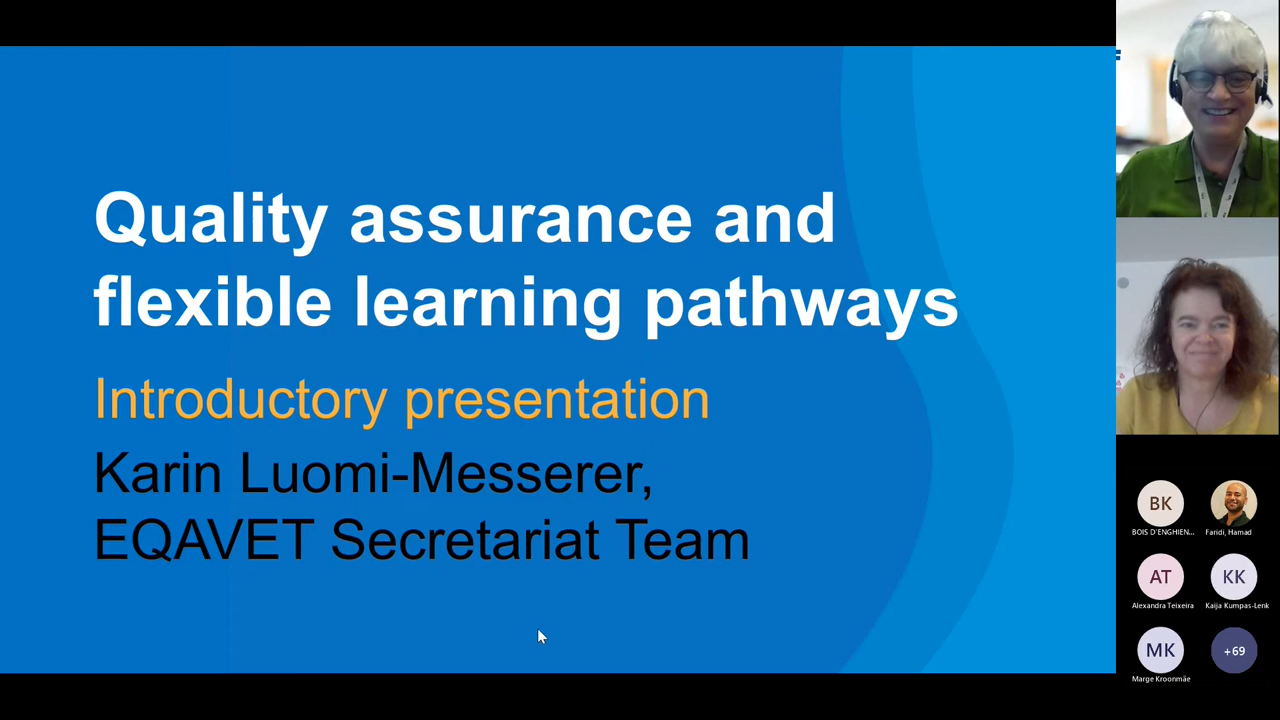 Quality assurance and
flexible learning pathways
Introductory presentation
Karin Luomi-Messerer,
EQAVET Secretariat Team
BK
BOIS D'ENGHIEN...
Faridi, Hamad
AT
Alexandra Teixeira
KK
Kaija Kumpas-Lenk
MK
Marge Kroonmäe
+69